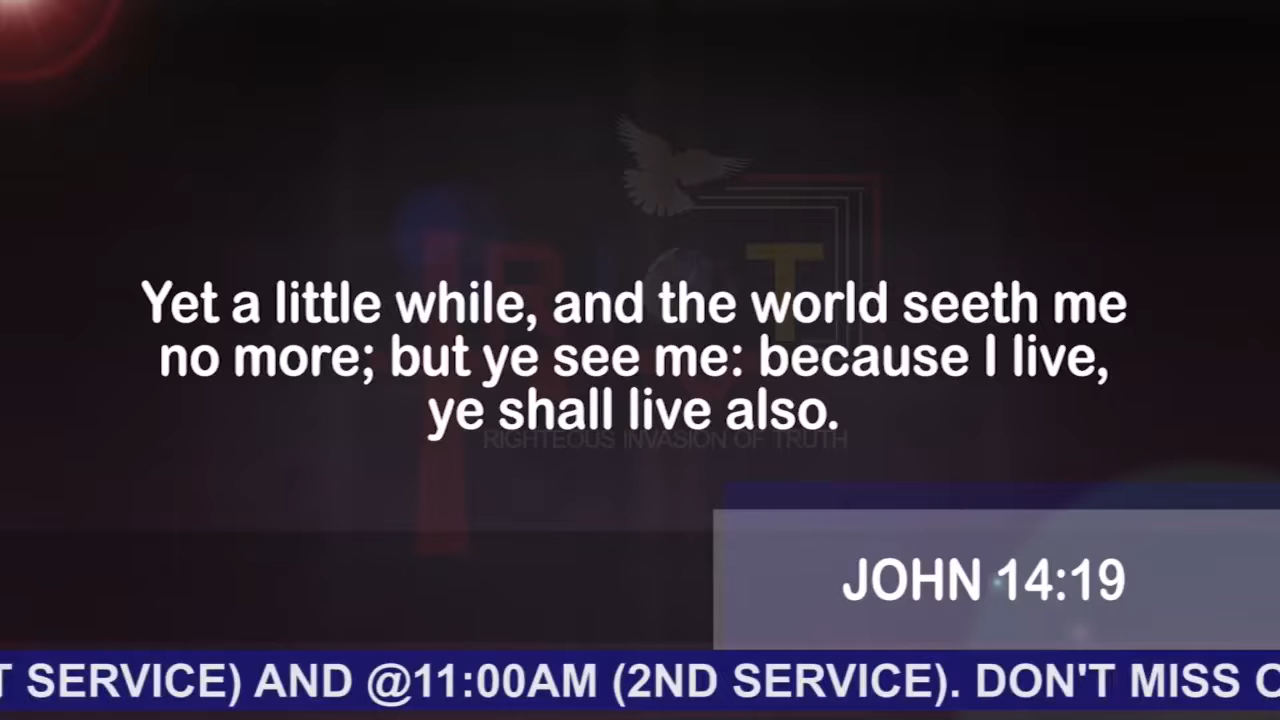 Yet a little while, and the world seeth me
no more; but ye see me: because I live,
ye shall live also.
RIGHTEOUS INVASION OF TRUTH
JOHN 14:19
SERVICE) AND @11:00AM (2ND SERVICE). DON'T MISS